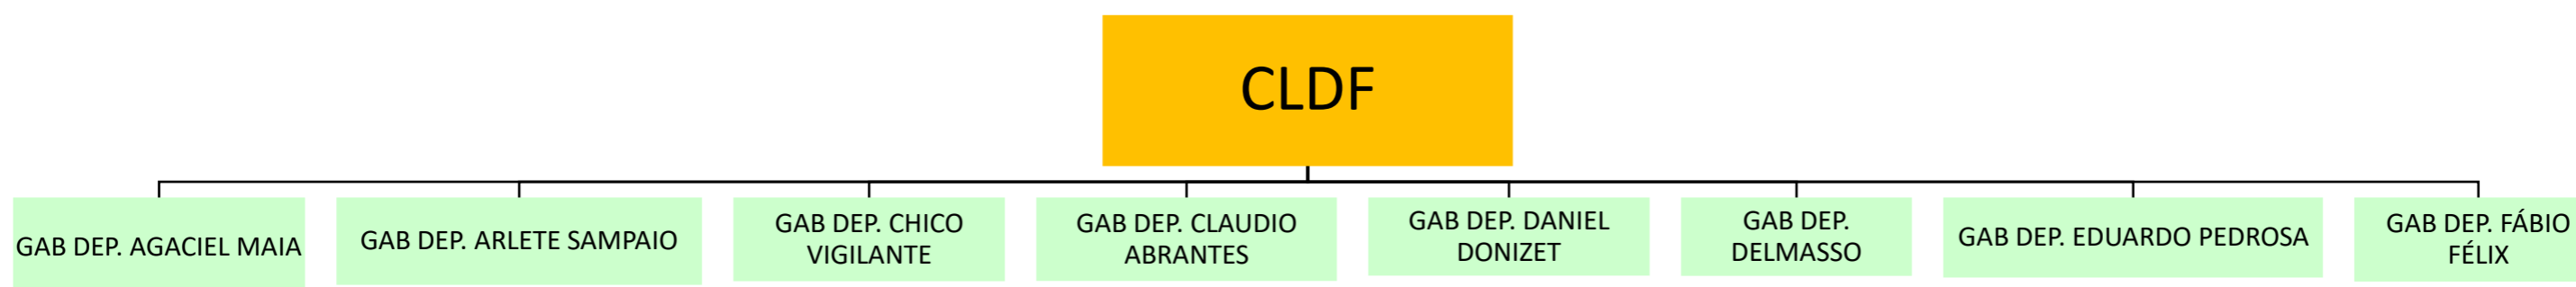 CLDF
GAB DEP. AGACIEL MAIA
GAB DEP. ARLETE SAMPAIO
GAB DEP. CHICO
VIGILANTE
GAB DEP. CLAUDIO
ABRANTES
GAB DEP. DANIEL
DONIZET
GAB DEP.
DELMASSO
GAB DEP. EDUARDO PEDROSA
GAB DEP. FÁBIO
FÉLIX